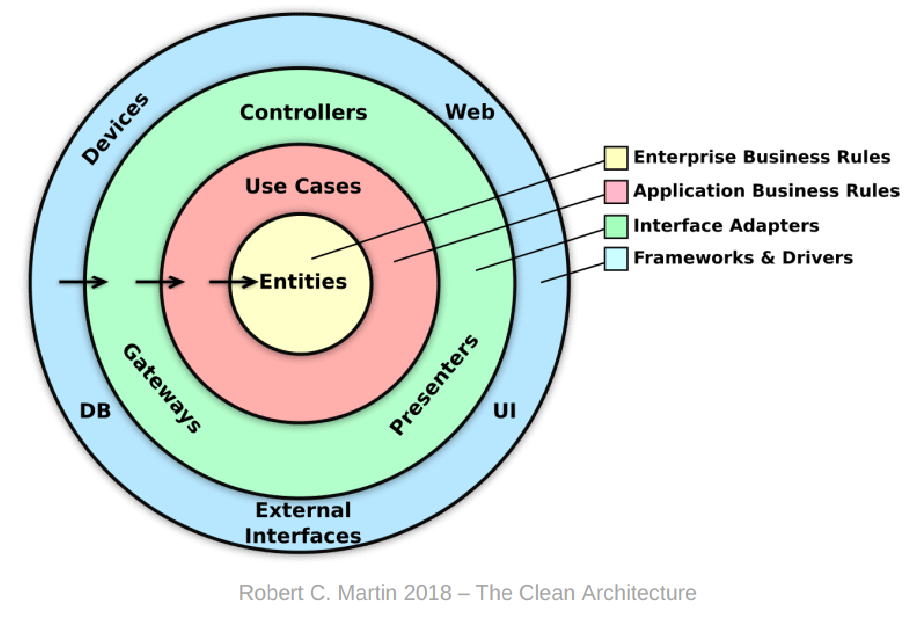 Devices
Controllers
Web
Use Cases
Entities
Gateways
Presenters
DB
UI
External
Interfaces
Enterprise Business Rules
Application Business Rules
Interface Adapters
Frameworks & Drivers
Robert C. Martin 2018 – The Clean Architecture